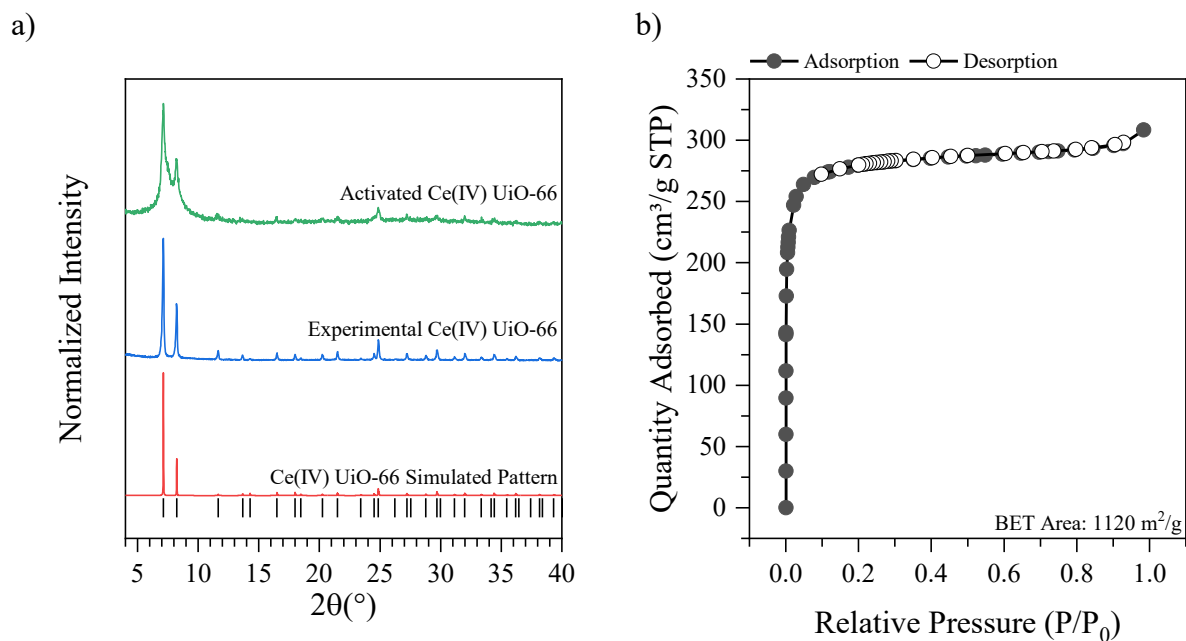 a)
Normalized Intensity
Activated Ce(IV) UiO-66
Experimental Ce(IV) UiO-66
Ce(IV) UiO-66 Simulated Pattern
5 10 15 20 25 30 35 40
2θ(°)
b)
Adsorption Desorption
Quantity Adsorbed (cm³/g STP)
350
300
250
200
150
100
50
0
BET Area: 1120 m²/g
0.0 0.2 0.4 0.6 0.8 1.0
Relative Pressure (P/P₀)